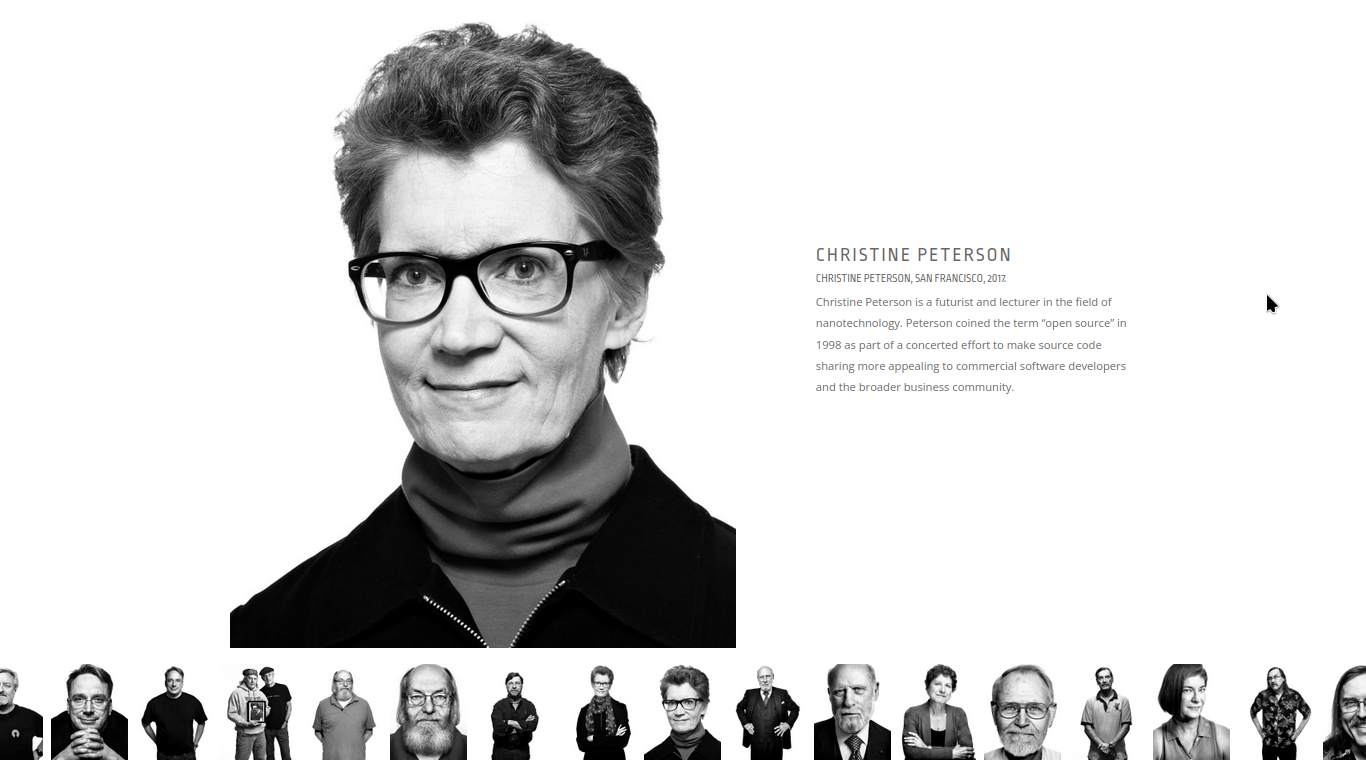 CHRISTINE PETERSON
CHRISTINE PETERSON, SAN FRANCISCO, 2017.
Christine Peterson is a futurist and lecturer in the field of
nanotechnology. Peterson coined the term “open source” in
1998 as part of a concerted effort to make source code
sharing more appealing to commercial software developers
and the broader business community.